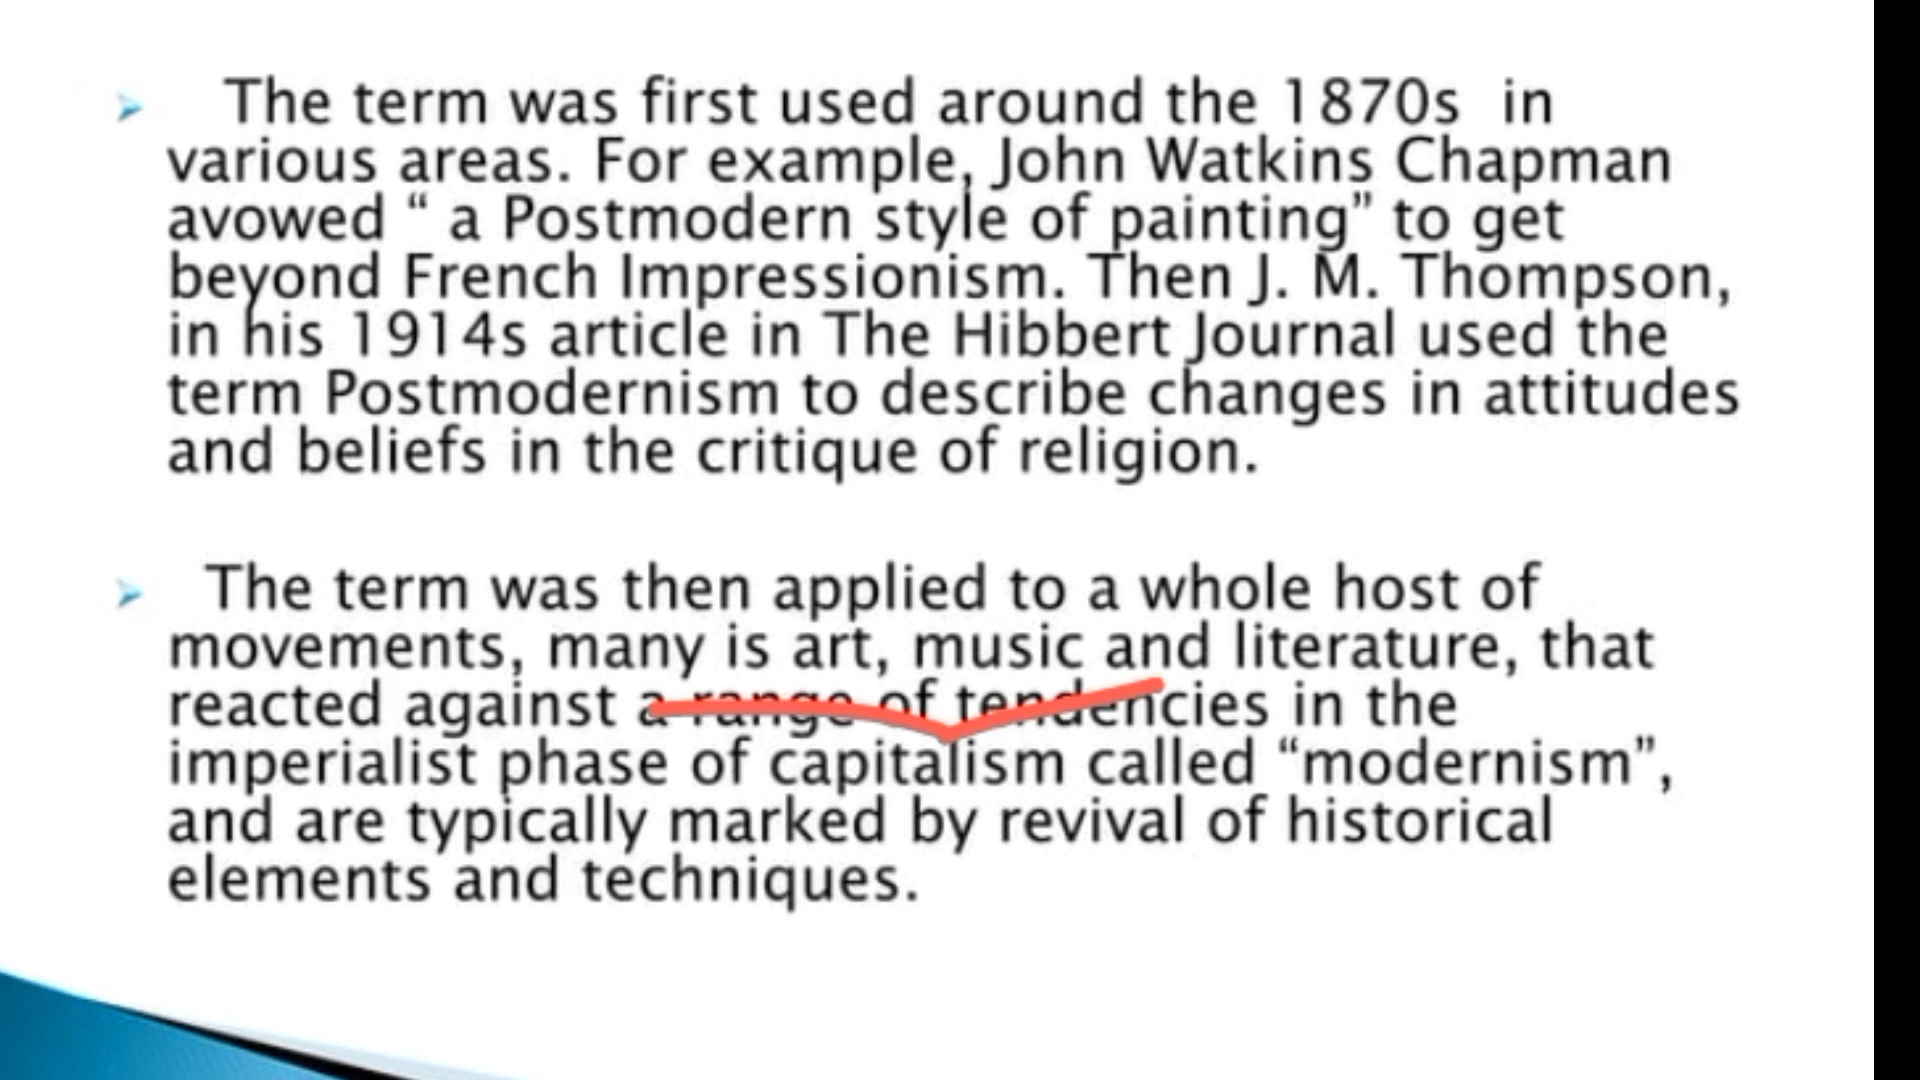 The term was first used around the 1870s in
various areas. For example, John Watkins Chapman
avowed “ a Postmodern style of painting” to get
beyond French Impressionism. Then J. M. Thompson,
in his 1914s article in The Hibbert Journal used the
term Postmodernism to describe changes in attitudes
and beliefs in the critique of religion.
The term was then applied to a whole host of
movements, many is art, music and literature, that
reacted against a range of tendencies in the
imperialist phase of capitalism called “modernism”,
and are typically marked by revival of historical
elements and techniques.